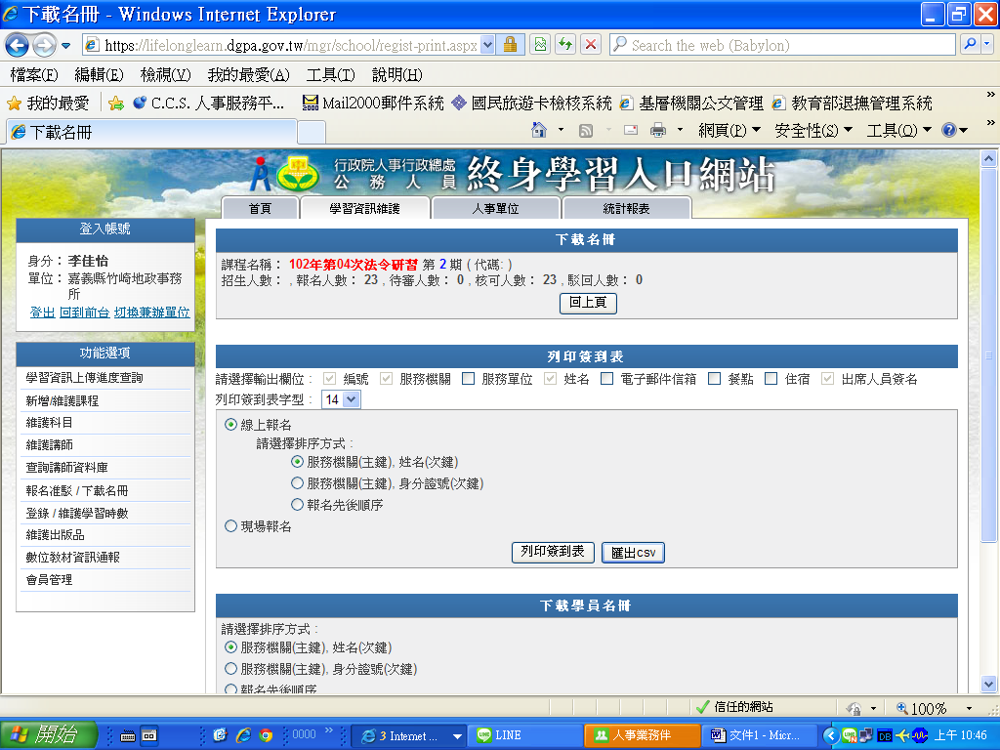 下載名冊 - Windows Internet Explorer
https://lifelonglearn.dgpa.gov.tw/mgr/school/regist-print.aspx
Search the web (Babylon)
檔案(F) 編輯(E) 檢視(V) 我的最愛(A) 工具(T) 說明(H)
我的最愛 C.C.S. 人事服務平... Mail2000郵件系統 國民旅遊卡檢核系統 基層機關公文管理 教育部退撫管理系統 »
下載名冊
網頁(P) 安全性(S) 工具(O) »
行政院人事行政總處
公務人員
終身學習入口網站
首頁 學習資訊維護 人事單位 統計報表
登入帳號
身分： 李佳怡
單位： 嘉義縣竹崎地政事務
所
登出 回到前台 切換兼辦單位
功能選項
學習資訊上傳進度查詢
新增/維護課程
維護科目
維護講師
查詢講師資料庫
報名准駁 / 下載名冊
登錄 / 維護學習時數
維護出版品
數位教材資訊通報
會員管理
下載名冊
課程名稱： 102年第04次法令研習 第 2 期 ( 代碼: )
招生人數： , 報名人數： 23 , 待審人數： 0 , 核可人數： 23 , 駁回人數： 0
回上頁
列印簽到表
請選擇輸出欄位： 編號 服務機關 服務單位 姓名 電子郵件信箱 餐點 住宿 出席人員簽名
列印簽到表字型： 14
線上報名
請選擇排序方式 :
服務機關(主鍵), 姓名(次鍵)
服務機關(主鍵), 身分證號(次鍵)
報名先後順序
現場報名
列印簽到表 匯出csv
下載學員名冊
請選擇排序方式 :
服務機關(主鍵), 姓名(次鍵)
服務機關(主鍵), 身分證號(次鍵)
報名先後順序
信任的網站 100%
開始 0000 » 3 Internet ... LINE 人事業務伴 文件1 - Micr... DB 上午 10:46